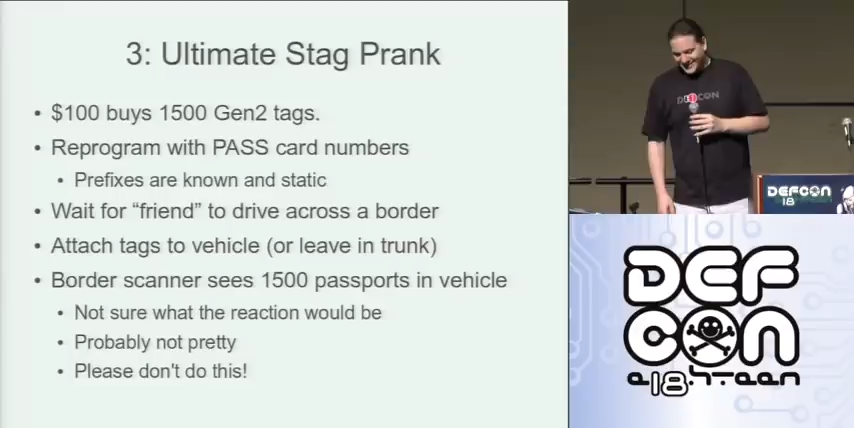 3: Ultimate Stag Prank
• $100 buys 1500 Gen2 tags.
• Reprogram with PASS card numbers
• Prefixes are known and static
• Wait for “friend” to drive across a border
• Attach tags to vehicle (or leave in trunk)
• Border scanner sees 1500 passports in vehicle
• Not sure what the reaction would be
• Probably not pretty
• Please don't do this!
DEFCON
DEFCON
18
DEF
CON
e18h-teen